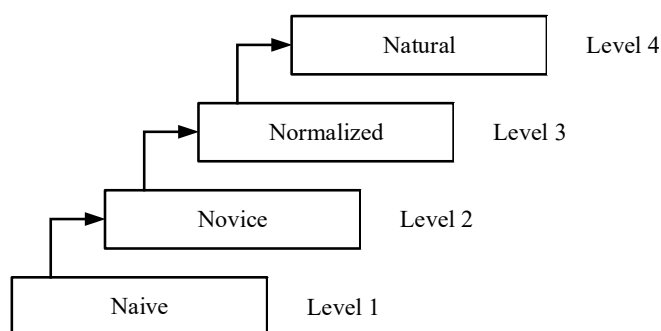 Natural Level 4
Normalized Level 3
Novice Level 2
Naive Level 1